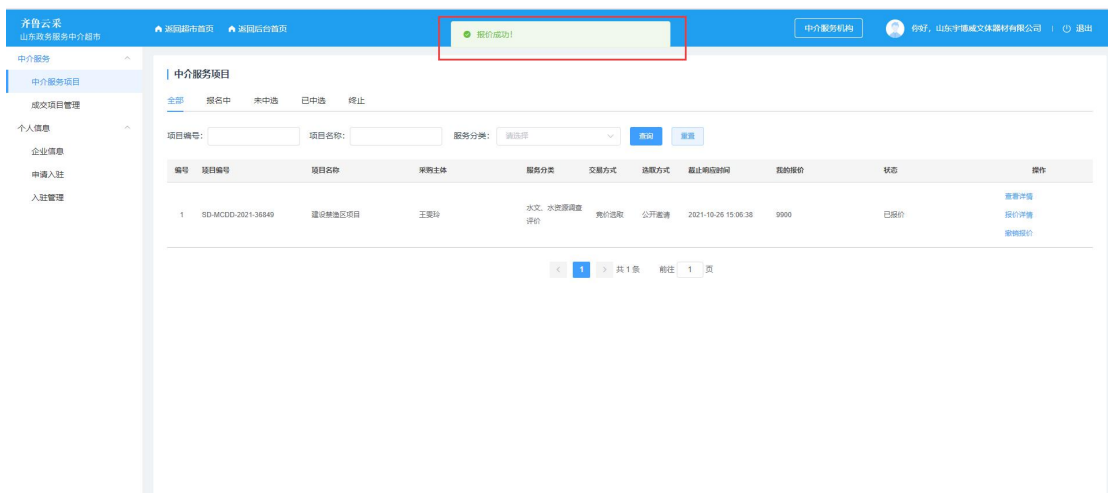 齐鲁云采
山东政务服务中介超市
返回超市首页 返回后台首页
报价成功!
中介服务机构
你好，山东宇博威文体器材有限公司 | 退出
中介服务
中介服务项目
成交项目管理
个人信息
企业信息
申请入驻
入驻管理
中介服务项目
全部 报名中 未中选 已中选 终止
项目编号: 项目名称: 服务分类: 请选择 查询 重置
编号 项目编号 项目名称 采购主体 服务分类 交易方式 选取方式 截止响应时间 我的报价 状态 操作
1 SD-MCDD-2021-36849 建设禁渔区项目 王雯玲 水文、水资源调查 竞价选取 公开邀请 2021-10-26 15:06:38 9900 已报价
评价
查看详情
报价详情
撤销报价
< 1 > 共 1 条 前往 1 页